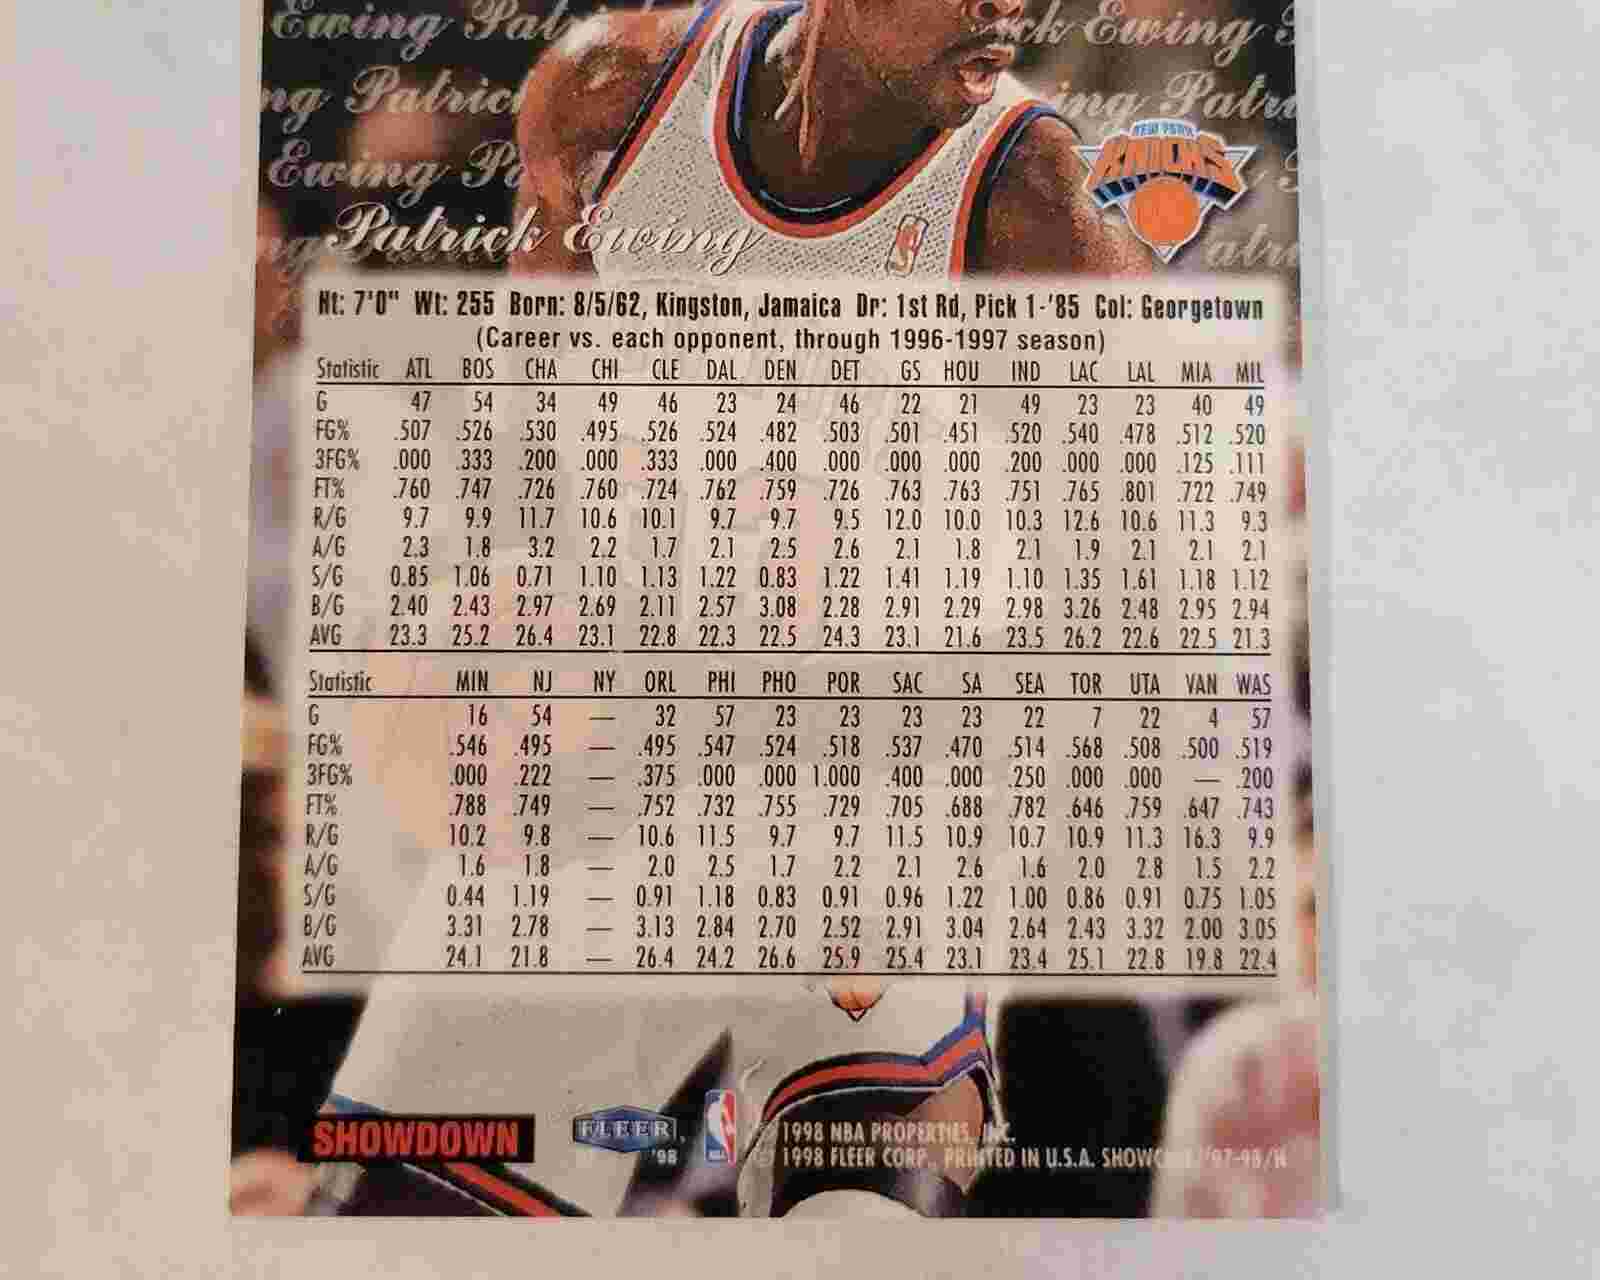 Ewing Patri ick Ewing
ng Patrick ing Patri
Ewing Pa
NEW YORK
KNICKS
Patrick Ewing
Ht: 7'0" Wt: 255 Born: 8/5/62, Kingston, Jamaica Dr: 1st Rd, Pick 1-'85 Col: Georgetown
(Career vs. each opponent, through 1996-1997 season)
Statistic ATL BOS CHA CHI CLE DAL DEN DET GS HOU IND LAC LAL MIA MIL
G 47 54 34 49 46 23 24 46 22 21 49 23 23 40 49
FG% .507 .526 .530 .495 .526 .524 .482 .503 .501 .451 .520 .540 .478 .512 .520
3FG% .000 .333 .200 .000 .333 .000 .400 .000 .000 .000 .200 .000 .000 .125 .111
FT% .760 .747 .726 .760 .724 .762 .759 .726 .763 .763 .751 .765 .801 .722 .749
R/G 9.7 9.9 11.7 10.6 10.1 9.7 9.7 9.5 12.0 10.0 10.3 12.6 10.6 11.3 9.3
A/G 2.3 1.8 3.2 2.2 1.7 2.1 2.5 2.6 2.1 1.8 2.1 1.9 2.1 2.1 2.1
S/G 0.85 1.06 0.71 1.10 1.13 1.22 0.83 1.22 1.41 1.19 1.10 1.35 1.61 1.18 1.12
B/G 2.40 2.43 2.97 2.69 2.11 2.57 3.08 2.28 2.91 2.29 2.98 3.26 2.48 2.95 2.94
AVG 23.3 25.2 26.4 23.1 22.8 22.3 22.5 24.3 23.1 21.6 23.5 26.2 22.6 22.5 21.3
Statistic MIN NJ NY ORL PHI PHO POR SAC SA SEA TOR UTA VAN WAS
G 16 54 — 32 57 23 23 23 23 22 7 22 4 57
FG% .546 .495 — .495 .547 .524 .518 .537 .470 .514 .568 .508 .500 .519
3FG% .000 .222 — .375 .000 .000 1.000 .400 .000 .250 .000 .000 — .200
FT% .788 .749 — .752 .732 .755 .729 .705 .688 .782 .646 .759 .647 .743
R/G 10.2 9.8 — 10.6 11.5 9.7 9.7 11.5 10.9 10.7 10.9 11.3 16.3 9.9
A/G 1.6 1.8 — 2.0 2.5 1.7 2.2 2.1 2.6 1.6 2.0 2.8 1.5 2.2
S/G 0.44 1.19 — 0.91 1.18 0.83 0.91 0.96 1.22 1.00 0.86 0.91 0.75 1.05
B/G 3.31 2.78 — 3.13 2.84 2.70 2.52 2.91 3.04 2.64 2.43 3.32 2.00 3.05
AVG 24.1 21.8 — 26.4 24.2 26.6 25.9 25.4 23.1 23.4 25.1 22.8 19.8 22.4
SHOWDOWN
FLEER
'98
NBA
© 1998 NBA PROPERTIES, INC.
© 1998 FLEER CORP., PRINTED IN U.S.A. '97-98/H